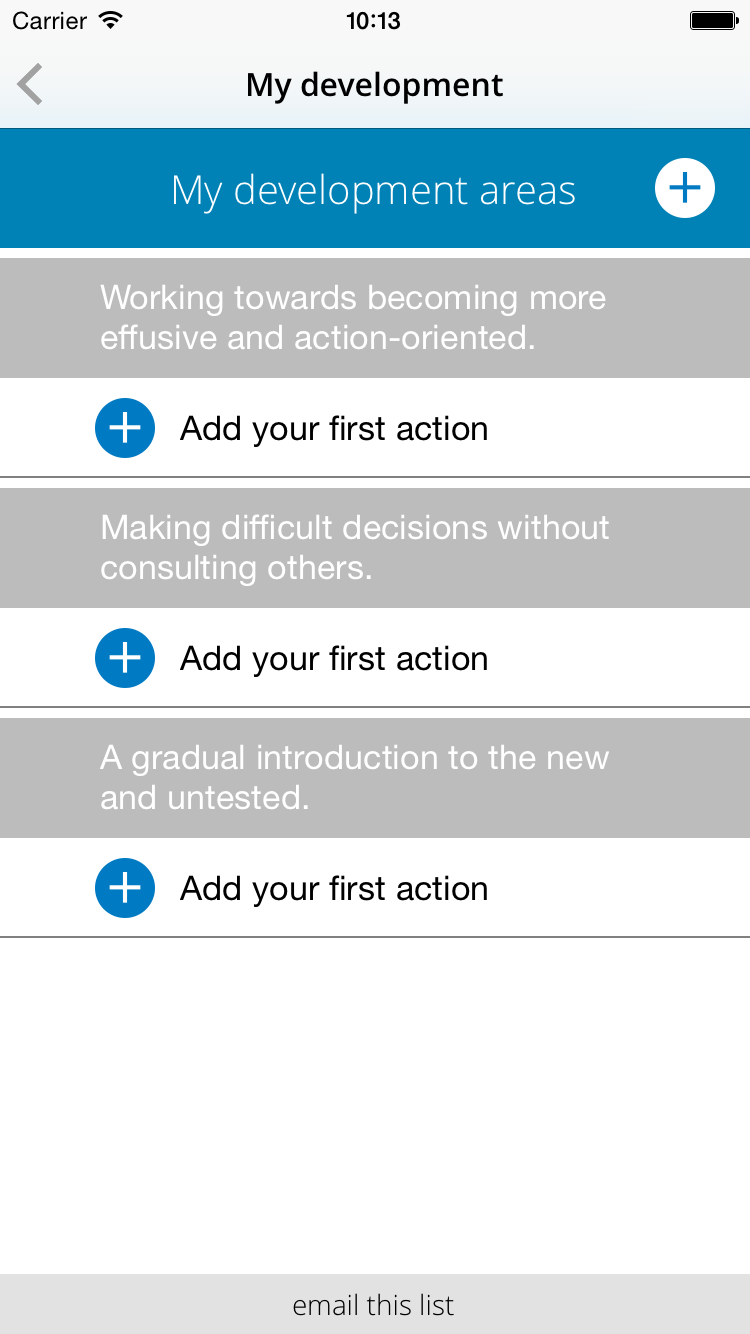 Carrier 10:13
My development
My development areas
Working towards becoming more
effusive and action-oriented.
Add your first action
Making difficult decisions without
consulting others.
Add your first action
A gradual introduction to the new
and untested.
Add your first action
email this list